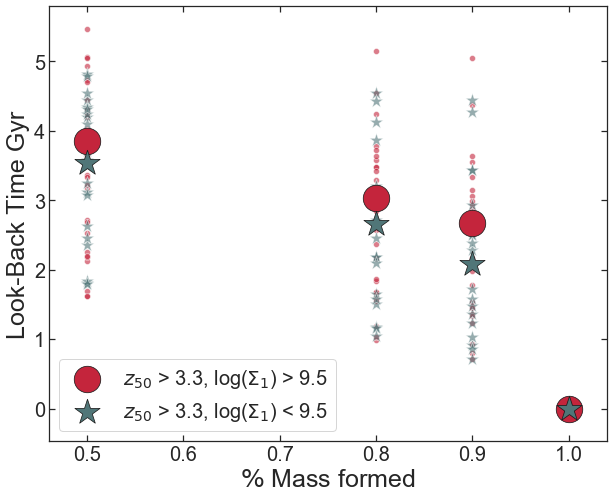 Look-Back Time Gyr
5
4
3
2
1
0
z₅₀ > 3.3, log(Σ₁) > 9.5
z₅₀ > 3.3, log(Σ₁) < 9.5
0.5 0.6 0.7 0.8 0.9 1.0
% Mass formed